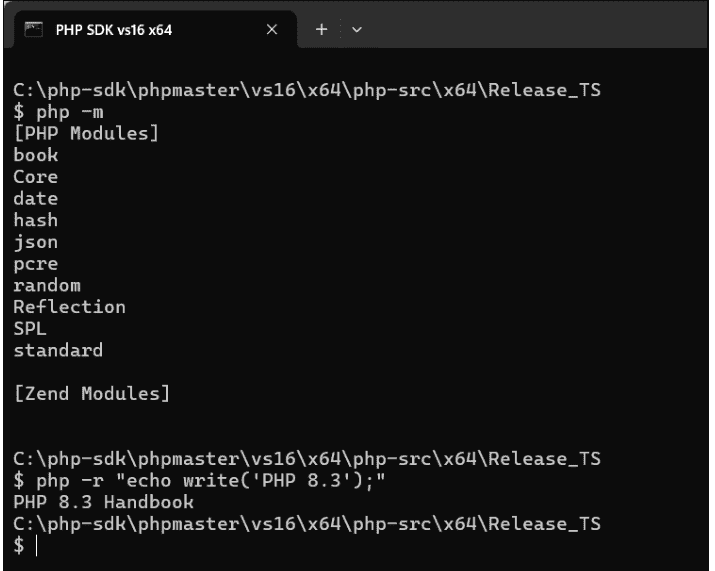 PHP SDK vs16 x64
C:\php-sdk\phpmaster\vs16\x64\php-src\x64\Release_TS
$ php -m
[PHP Modules]
book
Core
date
hash
json
pcre
random
Reflection
SPL
standard
[Zend Modules]
C:\php-sdk\phpmaster\vs16\x64\php-src\x64\Release_TS
$ php -r "echo write('PHP 8.3');"
PHP 8.3 Handbook
C:\php-sdk\phpmaster\vs16\x64\php-src\x64\Release_TS
$